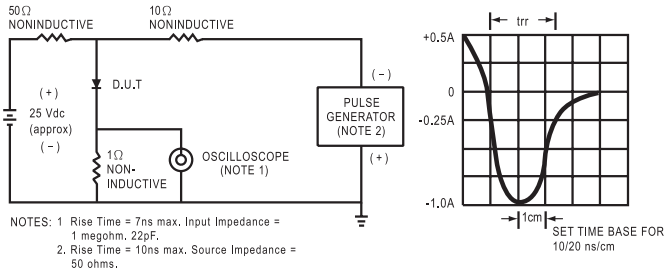 50Ω
NONINDUCTIVE
10Ω
NONINDUCTIVE
(+)
25 Vdc
(approx)
(-)
D.U.T
1Ω
NON-
INDUCTIVE
OSCILLOSCOPE
(NOTE 1)
(-)
PULSE
GENERATOR
(NOTE 2)
(+)
NOTES: 1 Rise Time = 7ns max. Input Impedance =
1 megohm. 22pF.
2. Rise Time = 10ns max. Source Impedance =
50 ohms.
trr
+0.5A
0
-0.25A
-1.0A
1cm
SET TIME BASE FOR
10/20 ns/cm